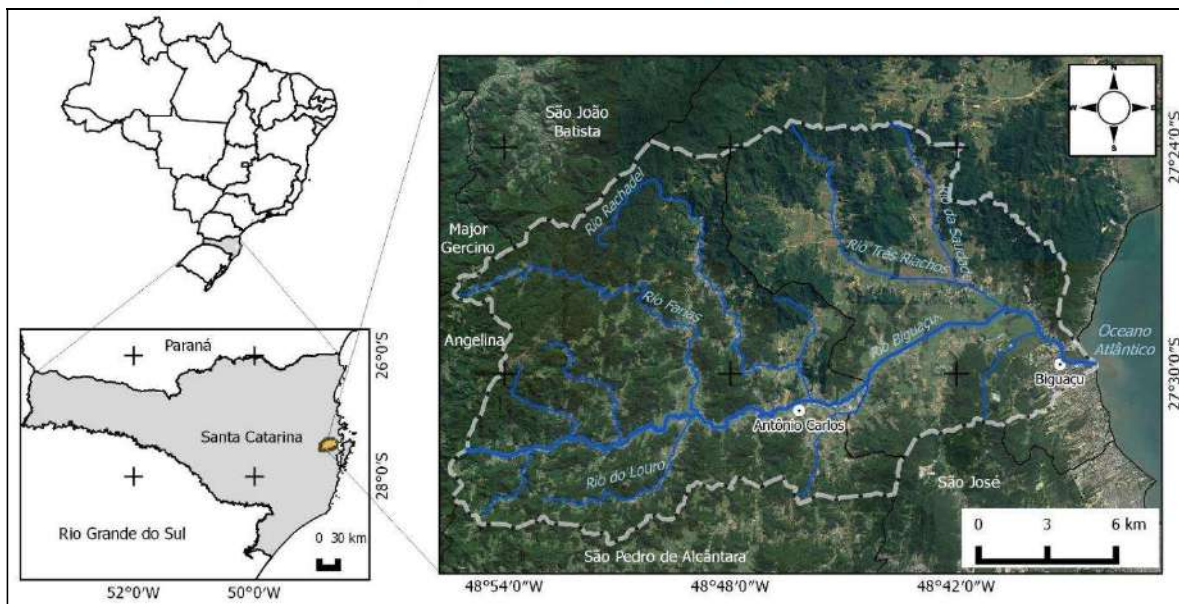 São João
Batista
N
W
E
S
27°24'0"S
Rio Rachadel
Major
Gercino
Rio Três Riachos
Rio da Saudade
Rio Farias
Angelina
Rio Biguaçu
Oceano
Atlântico
27°30'0"S
Biguaçu
Antônio Carlos
Rio do Louro
São José
0 3 6 km
São Pedro de Alcântara
48°54'0"W
48°48'0"W
48°42'0"W
Paraná
26°0'S
Santa Catarina
28°0'S
Rio Grande do Sul
0 30 km
52°0'W
50°0'W